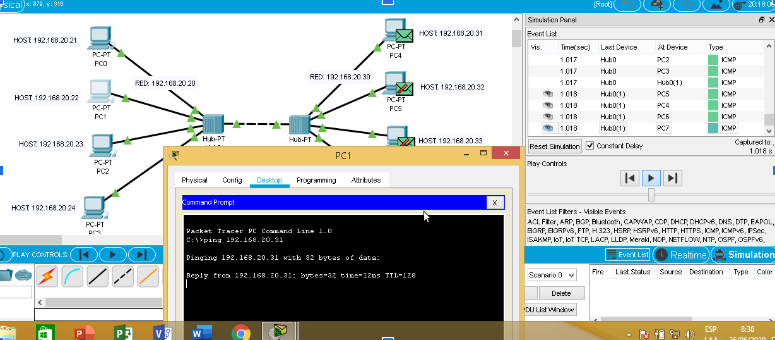 ysical x: 879, y: 315
[Root]
20:18:0
HOST: 192.168.20.21
PC-PT
PC0
RED: 192.168.20.20
HOST: 192.168.20.22
PC-PT
PC1
HOST: 192.168.20.23
PC-PT
PC2
HOST: 192.168.20.24
PC-PT
Hub-PT
RED: 192.168.20.30
HOST: 192.168.20.31
PC-PT
PC4
HOST: 192.168.20.32
PC-PT
PC5
HOST: 192.168.20.33
Hub-PT
PC1
Physical Config Desktop Programming Attributes
Command Prompt X
Packet Tracer PC Command Line 1.0
C:\>ping 192.168.20.31
Pinging 192.168.20.31 with 32 bytes of data:
Reply from 192.168.20.31: bytes=32 time=12ms TTL=128
PLAY CONTROLS:
Simulation Panel
Event List
Vis. Time(sec) Last Device At Device Type
1.017 Hub0 PC2 ICMP
1.017 Hub0 PC3 ICMP
1.017 Hub0 Hub0(1) ICMP
1.018 Hub0(1) PC5 ICMP
1.018 Hub0(1) PC4 ICMP
1.018 Hub0(1) PC6 ICMP
1.018 Hub0(1) PC7 ICMP
Reset Simulation Constant Delay Captured to:
1.018 s
Play Controls
Event List Filters - Visible Events
ACL Filter, ARP, BGP, Bluetooth, CAPWAP, CDP, DHCP, DHCPv6, DNS, DTP, EAPOL,
EIGRP, EIGRPv6, FTP, H.323, HSRP, HSRPv6, HTTP, HTTPS, ICMP, ICMPv6, IPSec,
ISAKMP, IoT, IoT TCP, LACP, LLDP, Meraki, NDP, NETFLOW, NTP, OSPF, OSPFv6,
Event List Realtime Simulation
Scenario 0
Delete
DU List Window
Fire Last Status Source Destination Type Color
ESP
LAA
8:38
26/06/2019